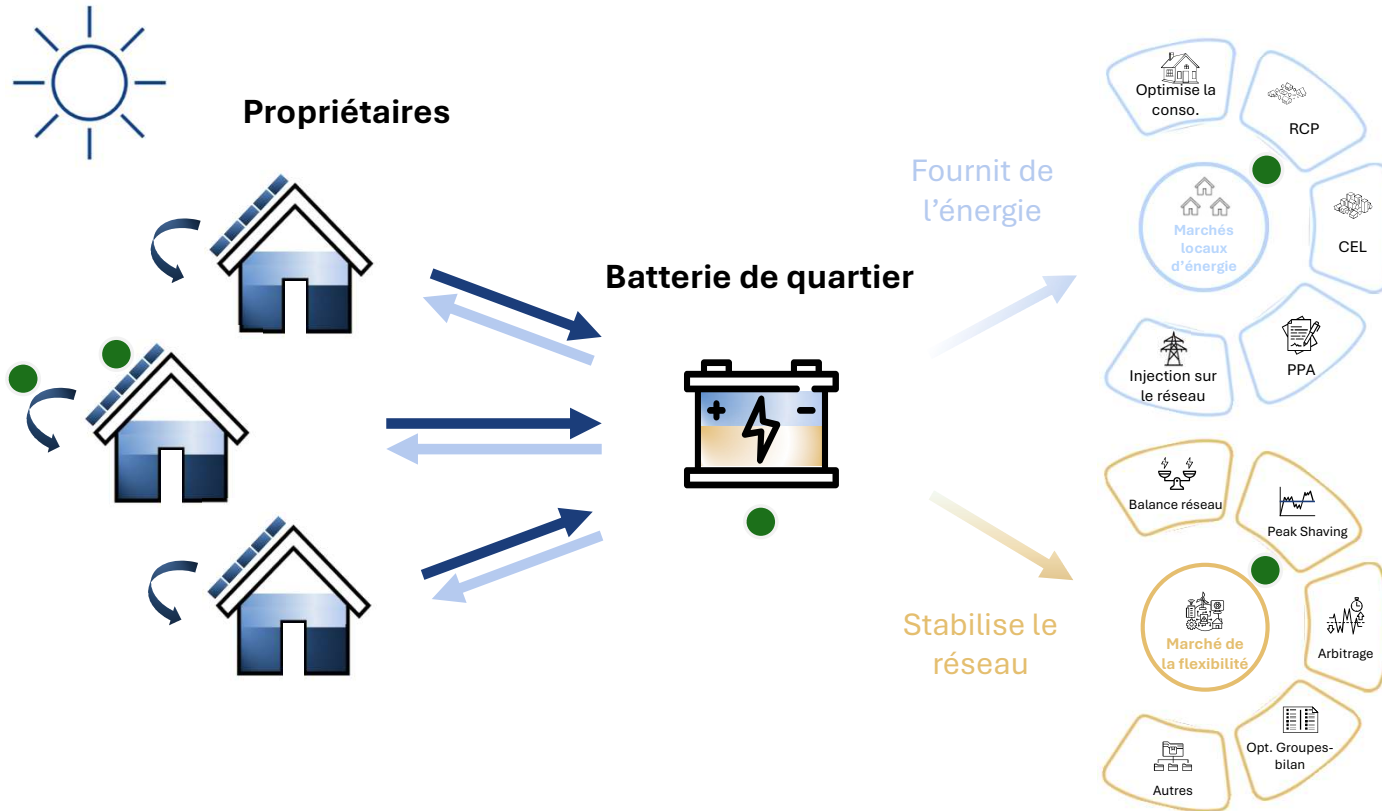 Propriétaires
Batterie de quartier
Fournit de
l’énergie
Stabilise le
réseau
Optimise la
conso.
RCP
Marchés
locaux
d’énergie
CEL
PPA
Injection sur
le réseau
Balance réseau
Peak Shaving
Marché de
la flexibilité
Arbitrage
Opt. Groupes-
bilan
Autres